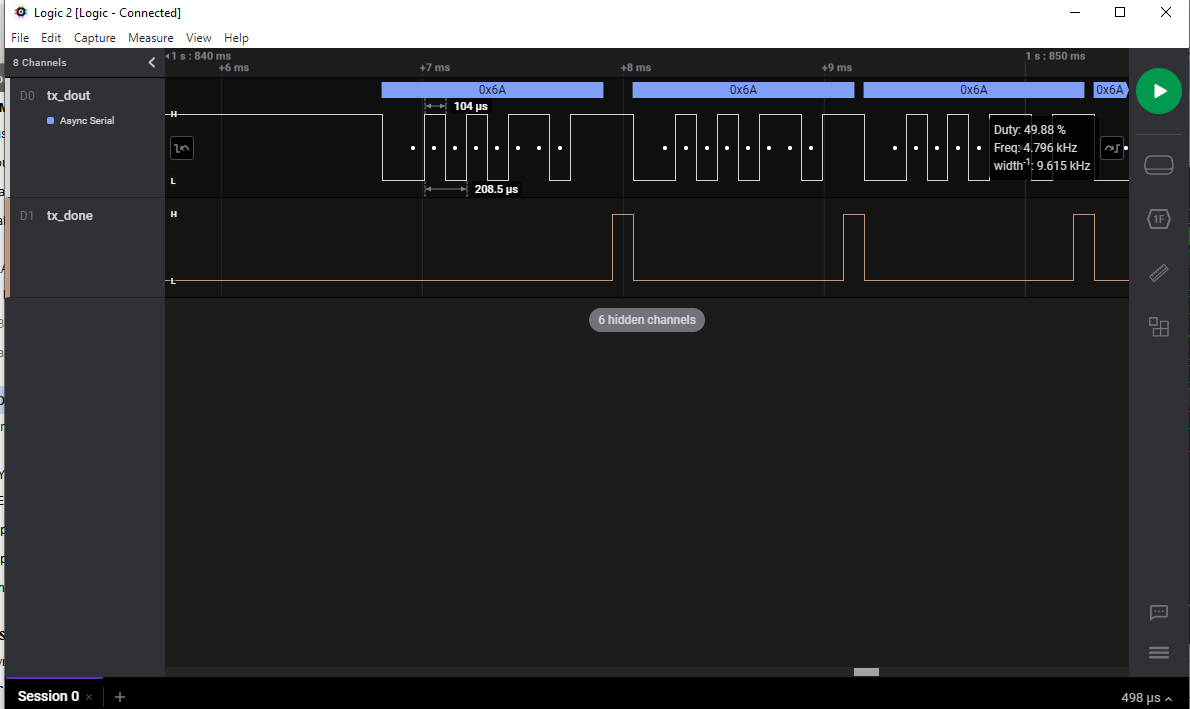 Logic 2 [Logic - Connected]
File Edit Capture Measure View Help
8 Channels
1 s : 840 ms
1 s : 850 ms
+6 ms
+7 ms
+8 ms
+9 ms
D0 tx_dout
Async Serial
H
L
0x6A
0x6A
0x6A
0x6A
104 µs
208.5 µs
Duty: 49.88 %
Freq: 4.796 kHz
width⁻¹: 9.615 kHz
D1 tx_done
H
L
1F
6 hidden channels
Session 0
498 µs